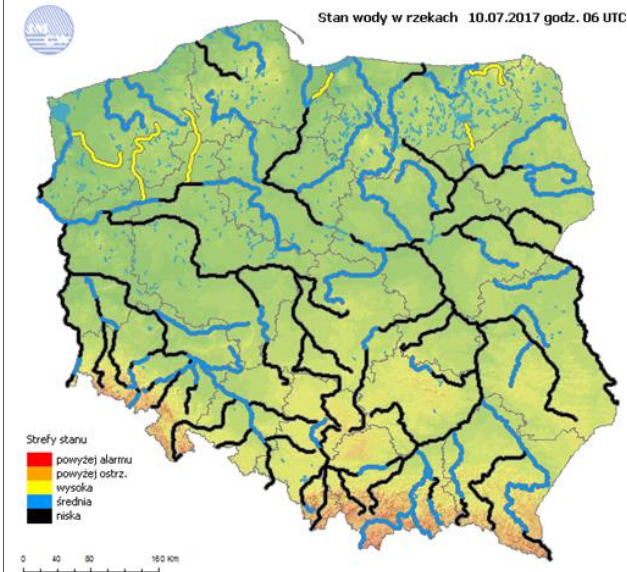 Stan wody w rzekach 10.07.2017 godz. 06 UTC
Strefy stanu
powyżej alarmu
powyżej ostrz.
wysoka
średnia
niska
0 40 80 160 Km